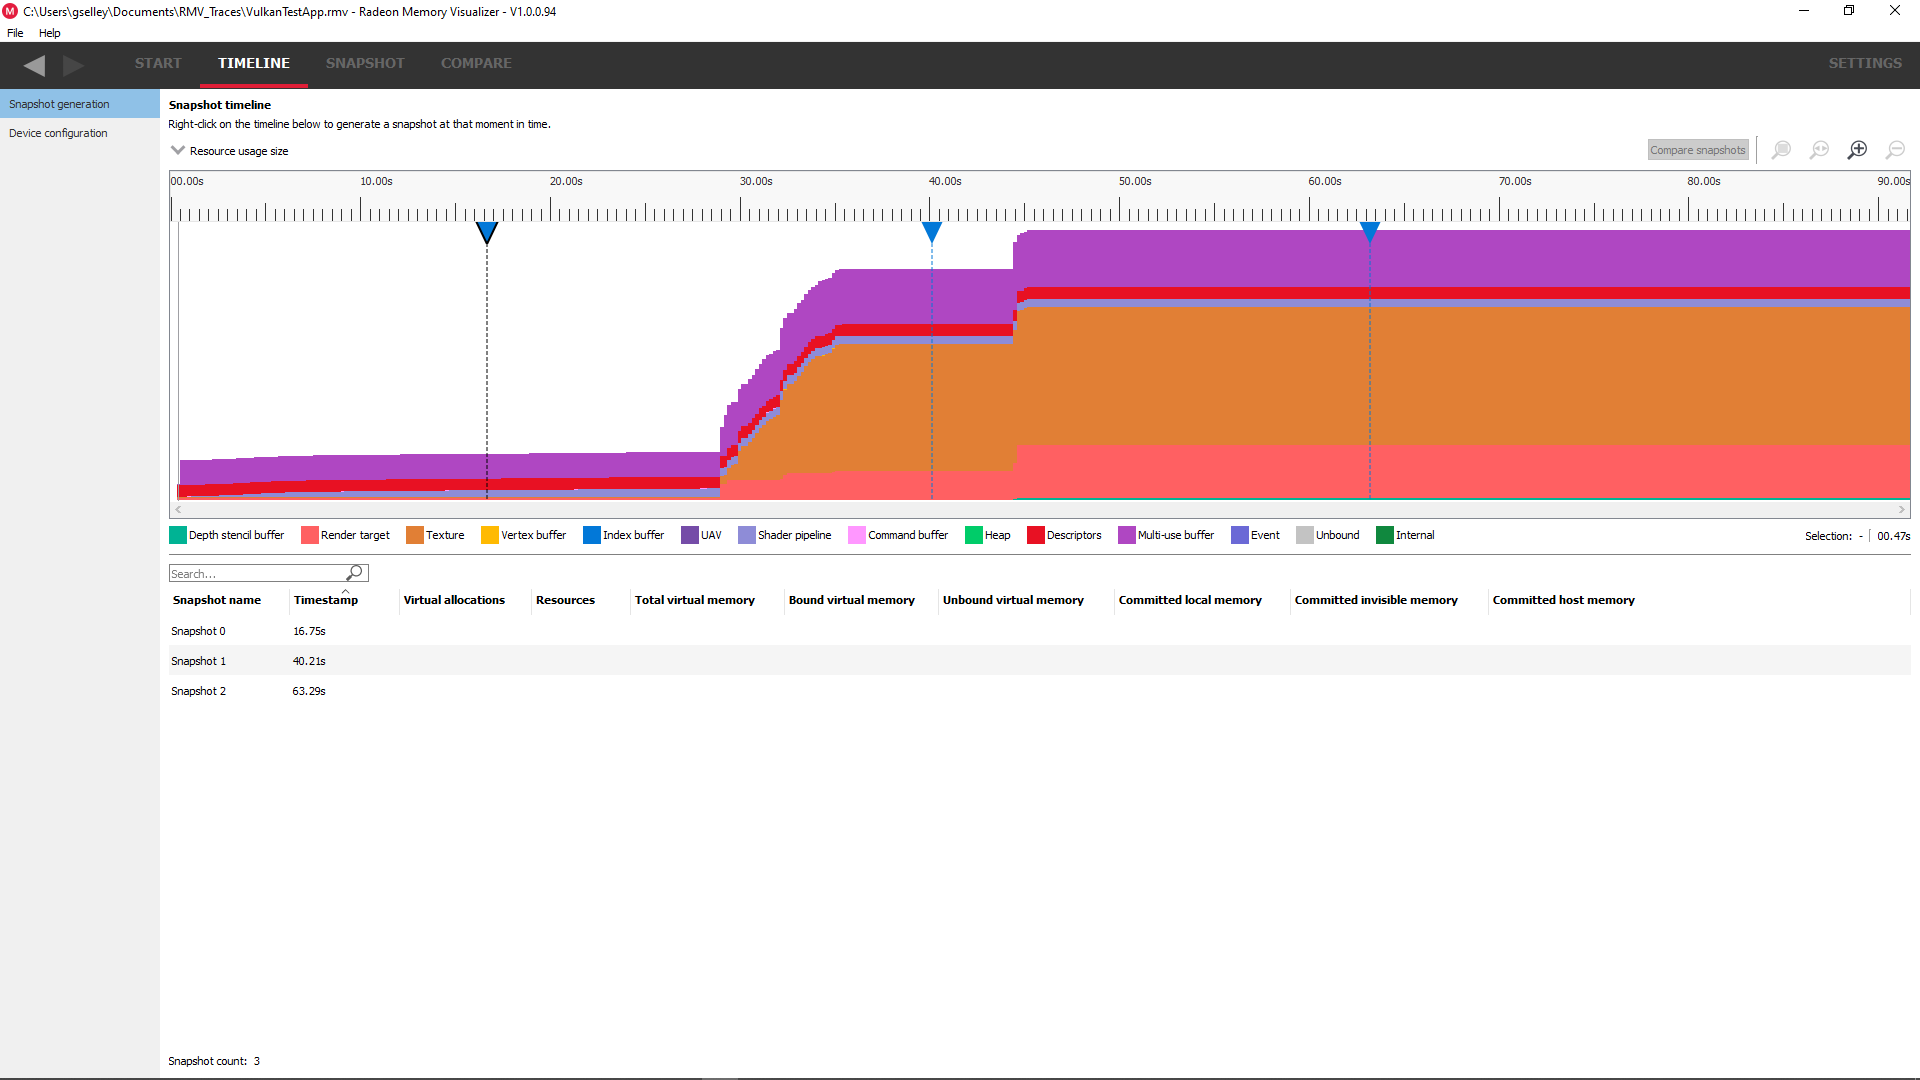 C:\Users\gselley\Documents\RMV_Traces\VulkanTestApp.rmv - Radeon Memory Visualizer - V1.0.0.94
File Help
START TIMELINE SNAPSHOT COMPARE SETTINGS
Snapshot generation
Device configuration
Snapshot timeline
Right-click on the timeline below to generate a snapshot at that moment in time.
Resource usage size
Compare snapshots
00.00s 10.00s 20.00s 30.00s 40.00s 50.00s 60.00s 70.00s 80.00s 90.00s
Depth stencil buffer Render target Texture Vertex buffer Index buffer UAV Shader pipeline Command buffer Heap Descriptors Multi-use buffer Event Unbound Internal Selection: - 00.47s
Search...
Snapshot name Timestamp Virtual allocations Resources Total virtual memory Bound virtual memory Unbound virtual memory Committed local memory Committed invisible memory Committed host memory
Snapshot 0 16.75s
Snapshot 1 40.21s
Snapshot 2 63.29s
Snapshot count: 3